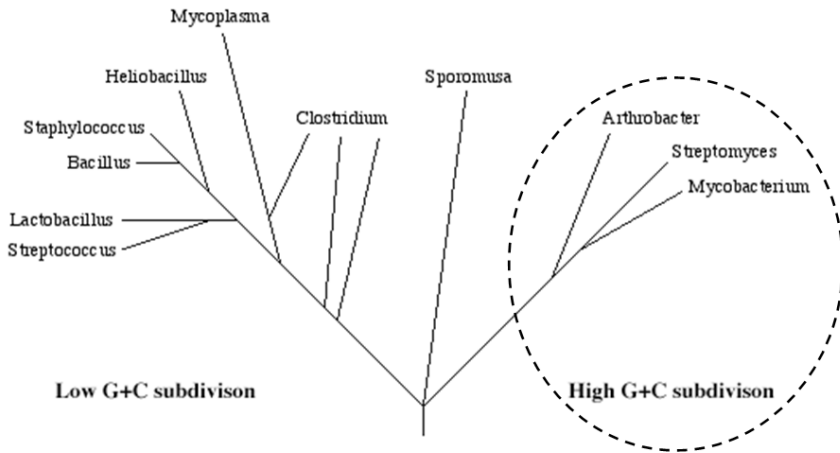 Mycoplasma
Heliobacillus
Sporomusa
Clostridium
Arthrobacter
Staphylococcus
Streptomyces
Bacillus
Mycobacterium
Lactobacillus
Streptococcus
Low G+C subdivison
High G+C subdivison